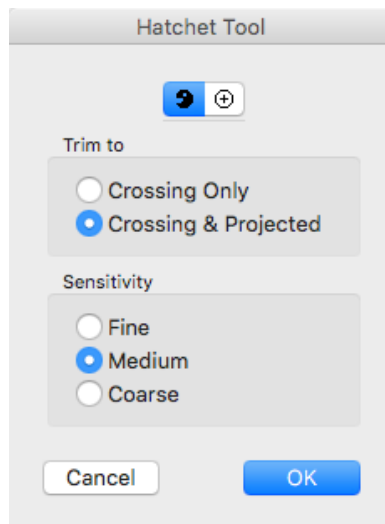 Hatchet Tool
Trim to
Crossing Only
Crossing & Projected
Sensitivity
Fine
Medium
Coarse
Cancel OK